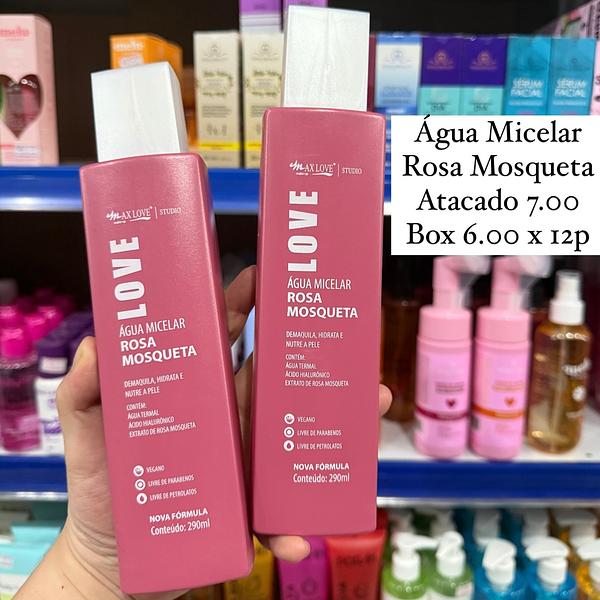 Água Micelar
Rosa Mosqueta
Atacado 7.00
Box 6.00 x 12p
MAX LOVE
STUDIO
LOVE
ÁGUA MICELAR
ROSA
MOSQUETA
DEMAQUILA, HIDRATA E
NUTRE A PELE
CONTÉM:
ÁGUA TERMAL
ÁCIDO HIALURÔNICO
EXTRATO DE ROSA MOSQUETA
VEGANO
LIVRE DE PARABENOS
LIVRE DE PETROLATOS
NOVA FÓRMULA
Conteúdo: 290ml
MAX LOVE
STUDIO
LOVE
ÁGUA MICELAR
ROSA
MOSQUETA
DEMAQUILA, HIDRATA E
NUTRE A PELE
CONTÉM:
ÁGUA TERMAL
ÁCIDO HIALURÔNICO
EXTRATO DE ROSA MOSQUETA
VEGANO
LIVRE DE PARABENOS
LIVRE DE PETROLATOS
NOVA FÓRMULA
Conteúdo: 290ml
SÉRUM
FACIAL
SÉRUM
FACIAL